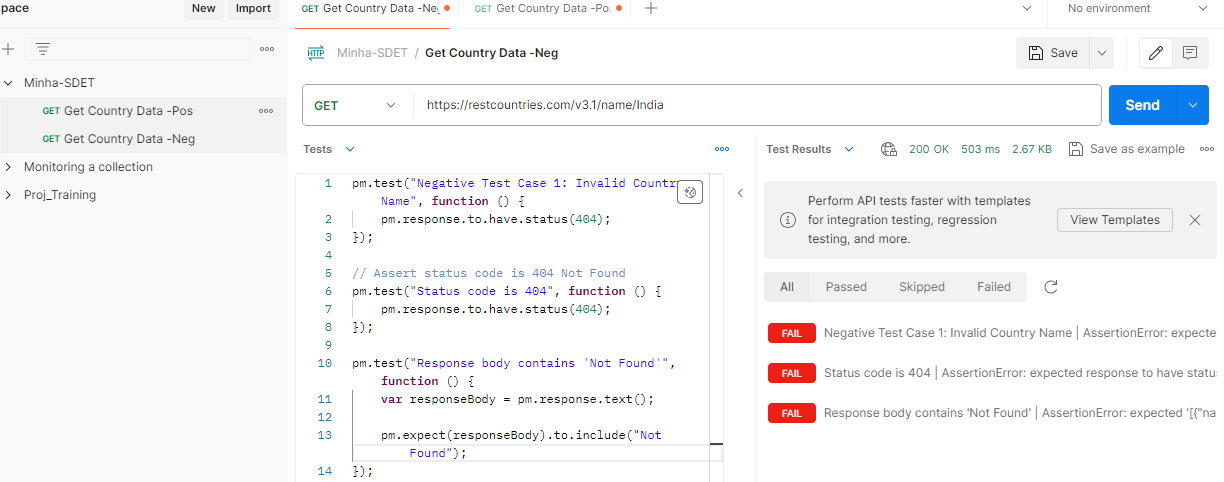 pace
New
Import
GET Get Country Data -Neg
GET Get Country Data -Po
No environment
Minha-SDET
GET Get Country Data -Pos
GET Get Country Data -Neg
Monitoring a collection
Proj_Training
HTTP
Minha-SDET / Get Country Data -Neg
Save
GET
https://restcountries.com/v3.1/name/India
Send
Tests
1 pm.test("Negative Test Case 1: Invalid Countr
Name", function () {
2 pm.response.to.have.status(404);
3 });
4
5 // Assert status code is 404 Not Found
6 pm.test("Status code is 404", function () {
7 pm.response.to.have.status(404);
8 });
9
10 pm.test("Response body contains 'Not Found'",
function () {
11 var responseBody = pm.response.text();
12
13 pm.expect(responseBody).to.include("Not
Found");
14 });
Test Results
200 OK 503 ms 2.67 KB
Save as example
Perform API tests faster with templates
for integration testing, regression
testing, and more.
View Templates
All Passed Skipped Failed
FAIL Negative Test Case 1: Invalid Country Name | AssertionError: expecte
FAIL Status code is 404 | AssertionError: expected response to have statu
FAIL Response body contains 'Not Found' | AssertionError: expected '[{"na